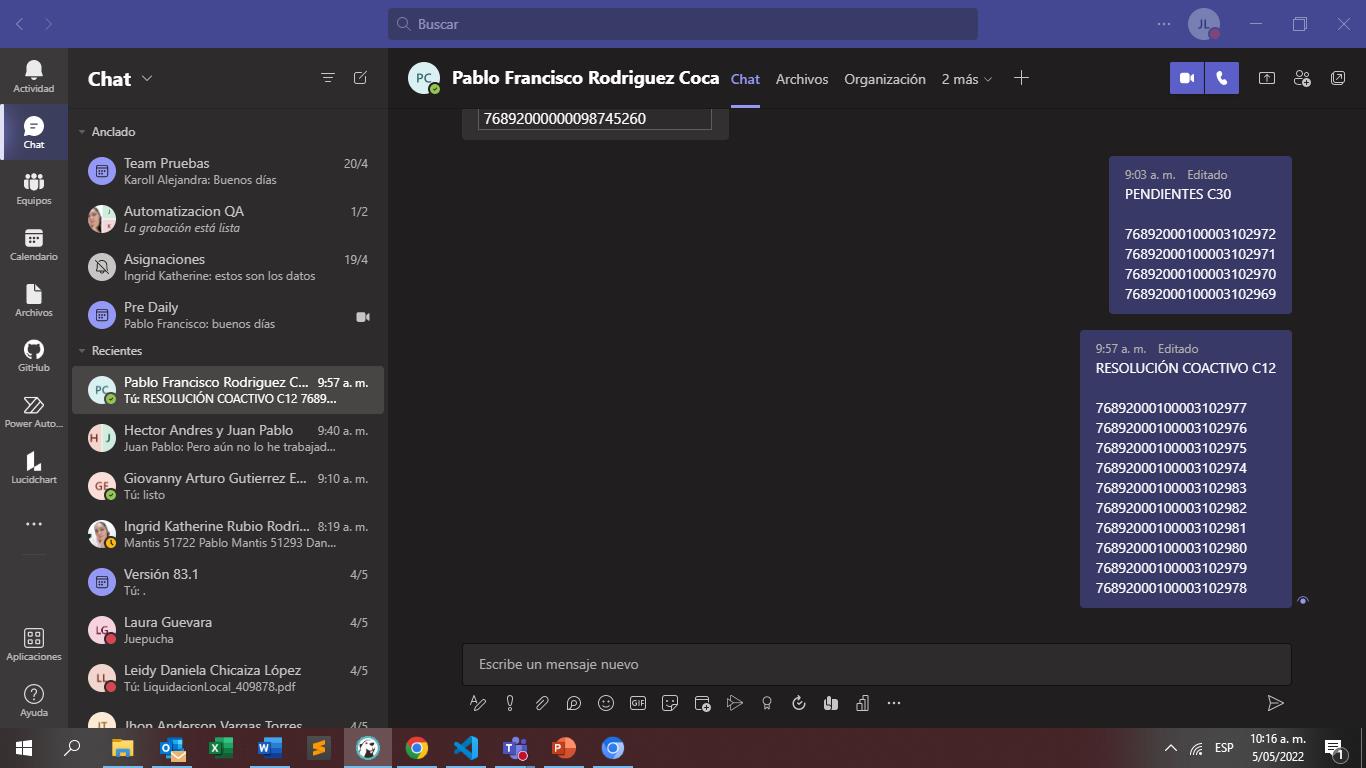 Buscar
JL
Actividad
Chat
Equipos
Calendario
Archivos
GitHub
Power Auto...
Lucidchart
Aplicaciones
Ayuda
Chat
Anclado
Team Pruebas 20/4
Karoll Alejandra: Buenos días
Automatizacion QA 1/2
La grabación está lista
Asignaciones 19/4
Ingrid Katherine: estos son los datos
Pre Daily
Pablo Francisco: buenos días
Recientes
PC Pablo Francisco Rodriguez C... 9:57 a. m.
Tú: RESOLUCIÓN COACTIVO C12 7689...
H J Hector Andres y Juan Pablo 9:40 a. m.
Juan Pablo: Pero aún no lo he trabajad...
GE Giovanny Arturo Gutierrez E... 9:10 a. m.
Tú: listo
Ingrid Katherine Rubio Rodri... 8:19 a. m.
Mantis 51722 Pablo Mantis 51293 Dan...
Versión 83.1 4/5
Tú: .
LG Laura Guevara 4/5
Juepucha
LL Leidy Daniela Chicaiza López 4/5
Tú: LiquidacionLocal_409878.pdf
JT Jhon Anderson Vargas Torres 4/5
PC Pablo Francisco Rodriguez Coca Chat Archivos Organización 2 más
76892000000098745260
9:03 a. m. Editado
PENDIENTES C30
76892000100003102972
76892000100003102971
76892000100003102970
76892000100003102969
9:57 a. m. Editado
RESOLUCIÓN COACTIVO C12
76892000100003102977
76892000100003102976
76892000100003102975
76892000100003102974
76892000100003102983
76892000100003102982
76892000100003102981
76892000100003102980
76892000100003102979
76892000100003102978
Escribe un mensaje nuevo
GIF
ESP
10:16 a. m.
5/05/2022
1